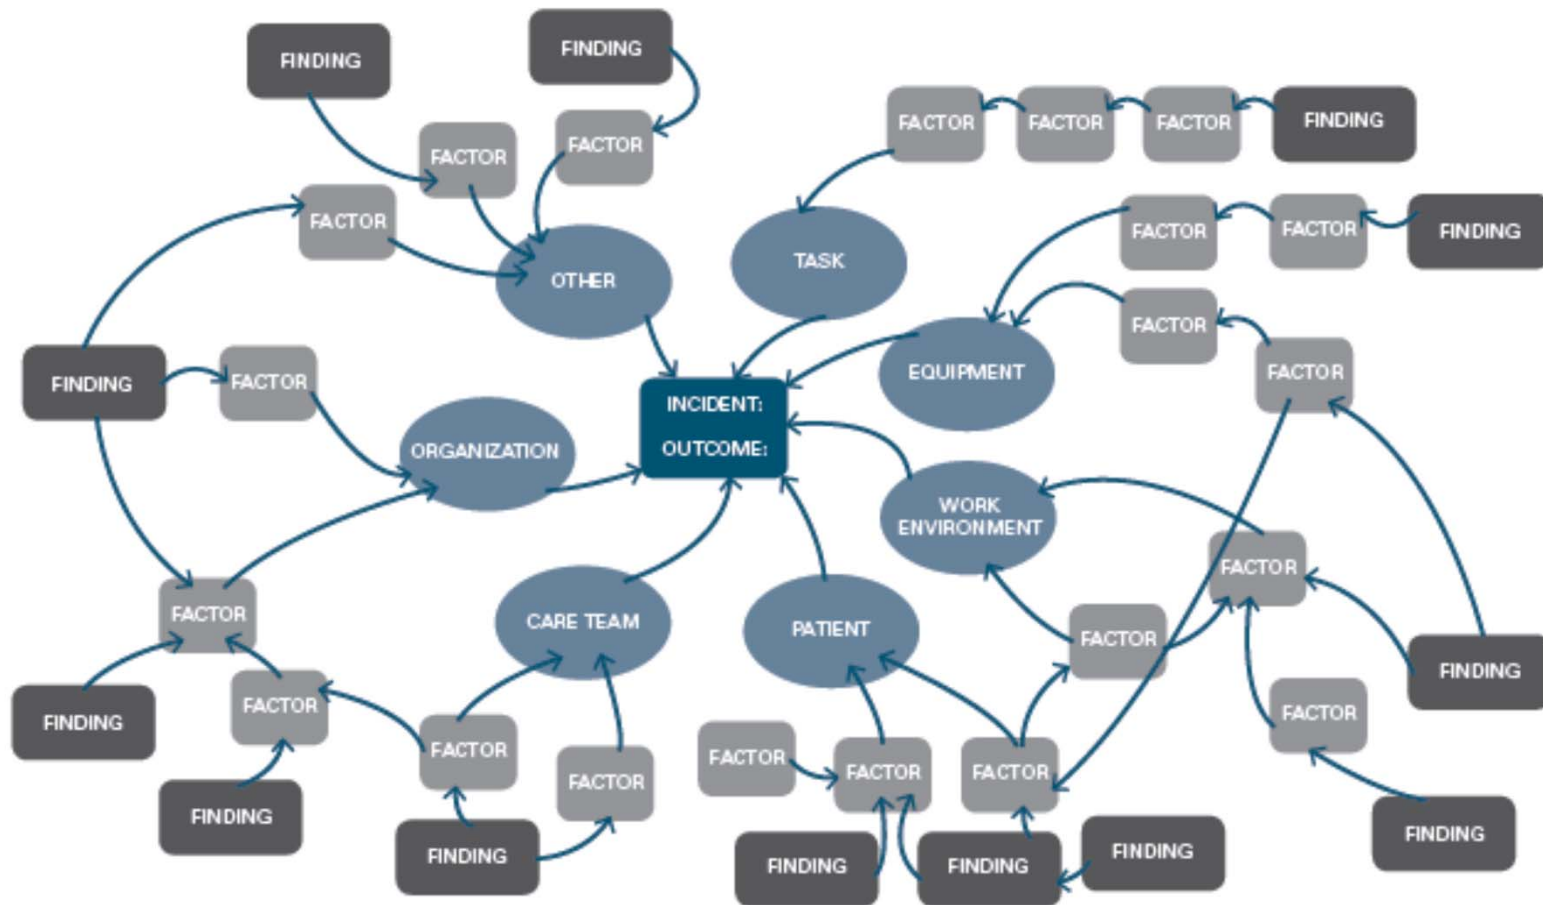 FINDING
FINDING
FACTOR
FACTOR
FACTOR
FACTOR
FACTOR
FINDING
FACTOR
FACTOR
OTHER
TASK
FACTOR
FACTOR
FINDING
FACTOR
FINDING
FACTOR
ORGANIZATION
INCIDENT:
OUTCOME:
EQUIPMENT
FACTOR
WORK
ENVIRONMENT
FACTOR
FACTOR
CARE TEAM
PATIENT
FACTOR
FINDING
FINDING
FACTOR
FACTOR
FACTOR
FACTOR
FACTOR
FACTOR
FACTOR
FINDING
FINDING
FINDING
FINDING
FINDING
FINDING